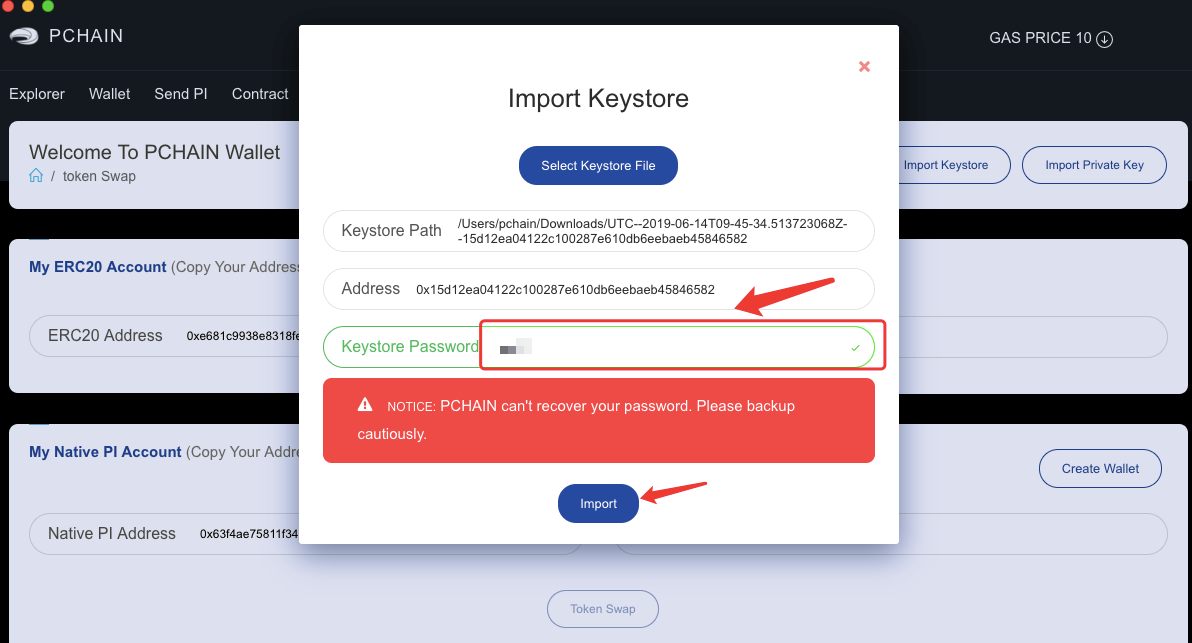 PCHAIN
GAS PRICE 10
Explorer Wallet Send PI Contract
Welcome To PCHAIN Wallet
/ token Swap
Import Keystore
Import Private Key
Import Keystore
Select Keystore File
Keystore Path
/Users/pchain/Downloads/UTC--2019-06-14T09-45-34.513723068Z-
-15d12ea04122c100287e610db6eebaeb45846582
Address 0x15d12ea04122c100287e610db6eebaeb45846582
Keystore Password
NOTICE: PCHAIN can't recover your password. Please backup
cautiously.
Import
My ERC20 Account (Copy Your Address
ERC20 Address 0xe681c9938e8318fe
My Native PI Account (Copy Your Addre
Create Wallet
Native PI Address 0x63f4ae75811f34
Token Swap